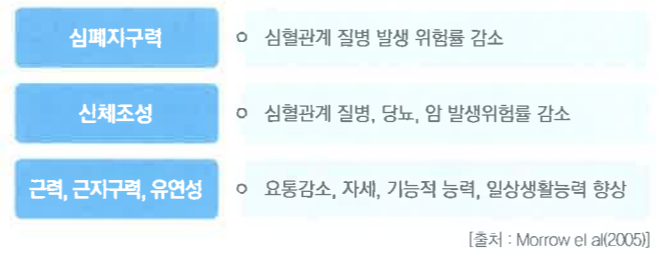 심폐지구력 ○ 심혈관계 질병 발생 위험률 감소
신체조성 ○ 심혈관계 질병, 당뇨, 암 발생위험률 감소
근력, 근지구력, 유연성 ○ 요통감소, 자세, 기능적 능력, 일상생활능력 향상
[출처 : Morrow el al(2005)]